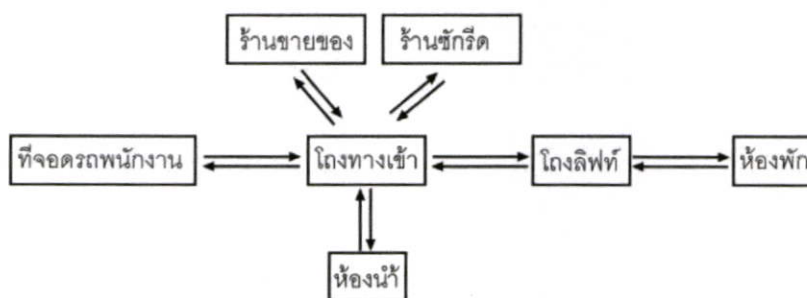 ร้านขายของ
ร้านซักรีด
ที่จอดรถพนักงาน
โถงทางเข้า
โถงลิฟท์
ห้องพัก
ห้องน้ำ